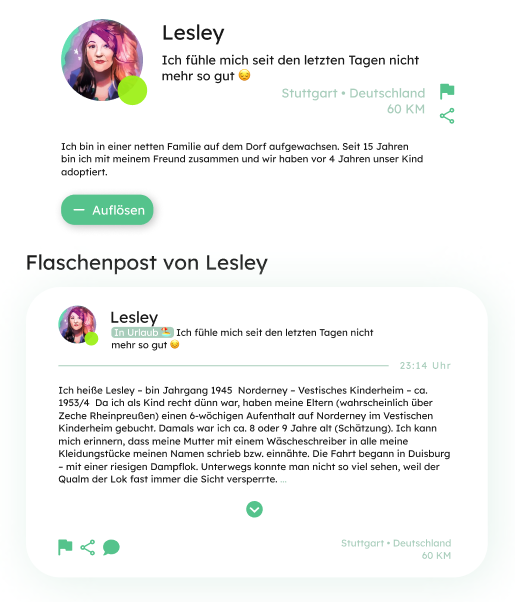 Lesley
Ich fühle mich seit den letzten Tagen nicht
mehr so gut 😔
Stuttgart • Deutschland
60 KM
Ich bin in einer netten Familie auf dem Dorf aufgewachsen. Seit 15 Jahren
bin ich mit meinem Freund zusammen und wir haben vor 4 Jahren unser Kind
adoptiert.
— Auflösen
Flaschenpost von Lesley
Lesley
In Urlaub 🏖 Ich fühle mich seit den letzten Tagen nicht
mehr so gut 😔
23:14 Uhr
Ich heiße Lesley – bin Jahrgang 1945 Norderney – Vestisches Kinderheim – ca.
1953/4 Da ich als Kind recht dünn war, haben meine Eltern (wahrscheinlich über
Zeche Rheinpreußen) einen 6-wöchigen Aufenthalt auf Norderney im Vestischen
Kinderheim gebucht. Damals war ich ca. 8 oder 9 Jahre alt (Schätzung). Ich kann
mich erinnern, dass meine Mutter mit einem Wäscheschreiber in alle meine
Kleidungstücke meinen Namen schrieb bzw. einnähte. Die Fahrt begann in Duisburg
– mit einer riesigen Dampflok. Unterwegs konnte man nicht so viel sehen, weil der
Qualm der Lok fast immer die Sicht versperrte. ...
Stuttgart • Deutschland
60 KM